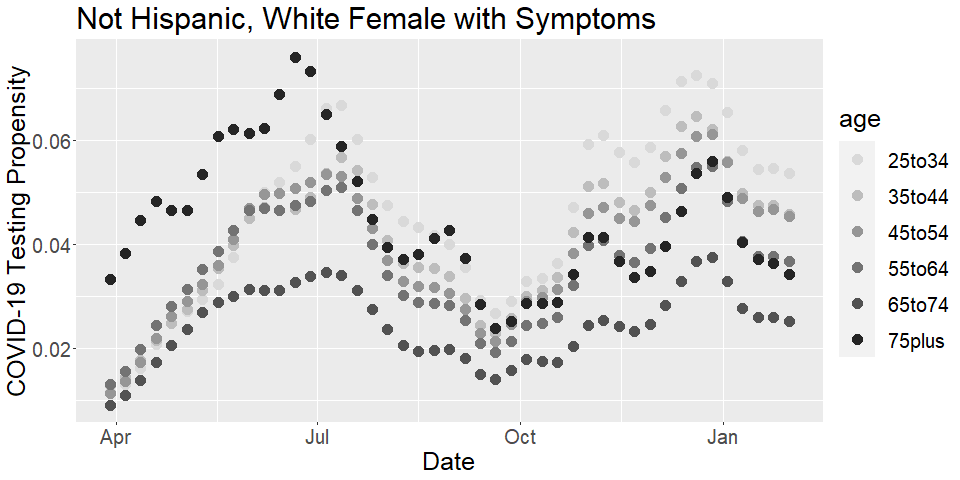 Not Hispanic, White Female with Symptoms
COVID-19 Testing Propensity
0.06
0.04
0.02
Apr
Jul
Oct
Jan
Date
age
25to34
35to44
45to54
55to64
65to74
75plus